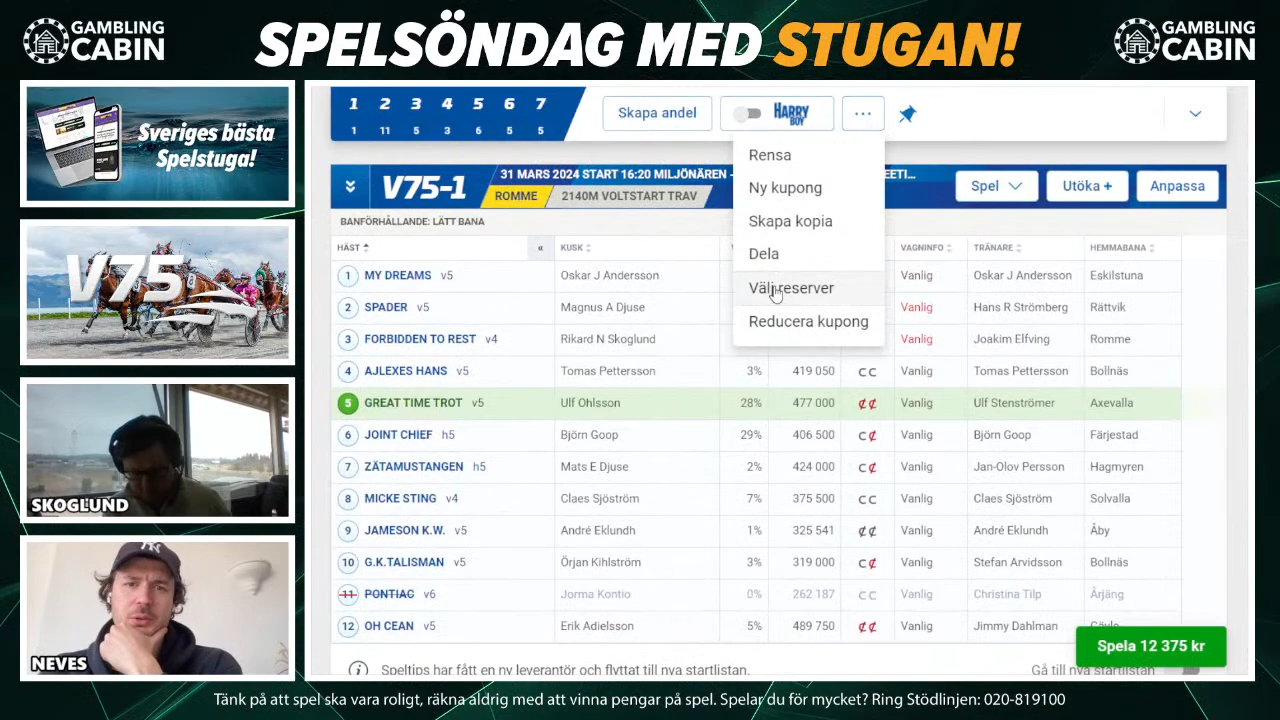 GAMBLING CABIN
SPELSÖNDAG MED STUGAN!
GAMBLING CABIN
Sveriges bästa
Spelstuga!
V75
SKOGLUND
NEVES
1 2 3 4 5 6 7
1 11 5 3 6 5 5
Skapa andel
HARRY BOY
...
Rensa
Ny kupong
Skapa kopia
Dela
Välj reserver
Reducera kupong
V75-1
31 MARS 2024 START 16:20 MILJONÄREN -
EETI...
ROMME
2140M VOLTSTART TRAV
Spel
Utöka +
Anpassa
BANFÖRHÅLLANDE: LÄTT BANA
HÄST « KUSK VAGNINFO TRÄNARE HEMMABANA
1 MY DREAMS v5 Oskar J Andersson Vanlig Oskar J Andersson Eskilstuna
2 SPADER v5 Magnus A Djuse Vanlig Hans R Strömberg Rättvik
3 FORBIDDEN TO REST v4 Rikard N Skoglund Vanlig Joakim Elfving Romme
4 AJLEXES HANS v5 Tomas Pettersson 3% 419 050 C C Vanlig Tomas Pettersson Bollnäs
5 GREAT TIME TROT v5 Ulf Ohlsson 28% 477 000 ₵ ₵ Vanlig Ulf Stenströmer Axevalla
6 JOINT CHIEF h5 Björn Goop 29% 406 500 C ₵ Vanlig Björn Goop Färjestad
7 ZÄTAMUSTANGEN h5 Mats E Djuse 2% 424 000 C ₵ Vanlig Jan-Olov Persson Hagmyren
8 MICKE STING v4 Claes Sjöström 7% 375 500 C C Vanlig Claes Sjöström Solvalla
9 JAMESON K.W. v5 André Eklundh 1% 325 541 ₵ ₵ Vanlig André Eklundh Åby
10 G.K.TALISMAN v5 Örjan Kihlström 3% 319 000 C ₵ Vanlig Stefan Arvidsson Bollnäs
11 PONTIAC v6 Jorma Kontio 0% 262 187 C C Vanlig Christina Tilp Årjäng
12 OH CEAN v5 Erik Adielsson 5% 489 750 ₵ ₵ Vanlig Jimmy Dahlman Gävle
Spela 12 375 kr
Speltips har fått en ny leverantör och flyttat till nya startlistan.
Gå till nya startlistan
Tänk på att spel ska vara roligt, räkna aldrig med att vinna pengar på spel. Spelar du för mycket? Ring Stödlinjen: 020-819100